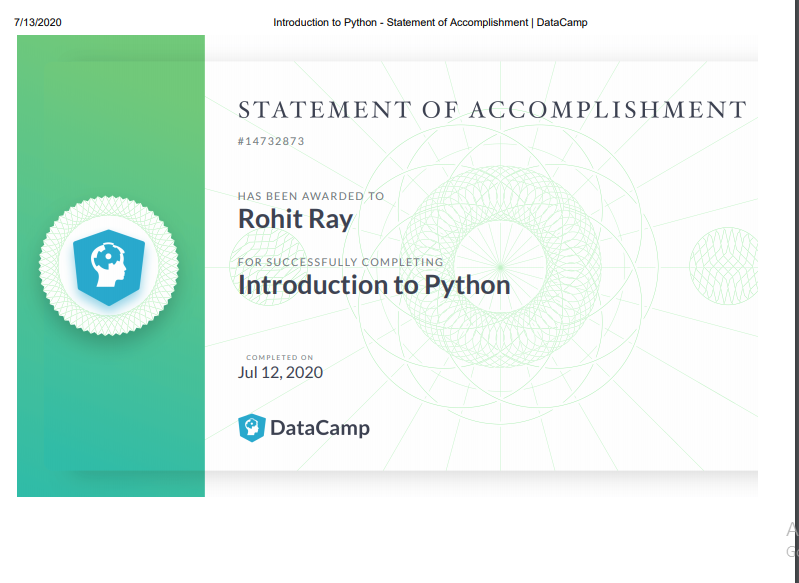 7/13/2020 Introduction to Python - Statement of Accomplishment | DataCamp
STATEMENT OF ACCOMPLISHMENT
#14732873
HAS BEEN AWARDED TO
Rohit Ray
FOR SUCCESSFULLY COMPLETING
Introduction to Python
COMPLETED ON
Jul 12, 2020
DataCamp